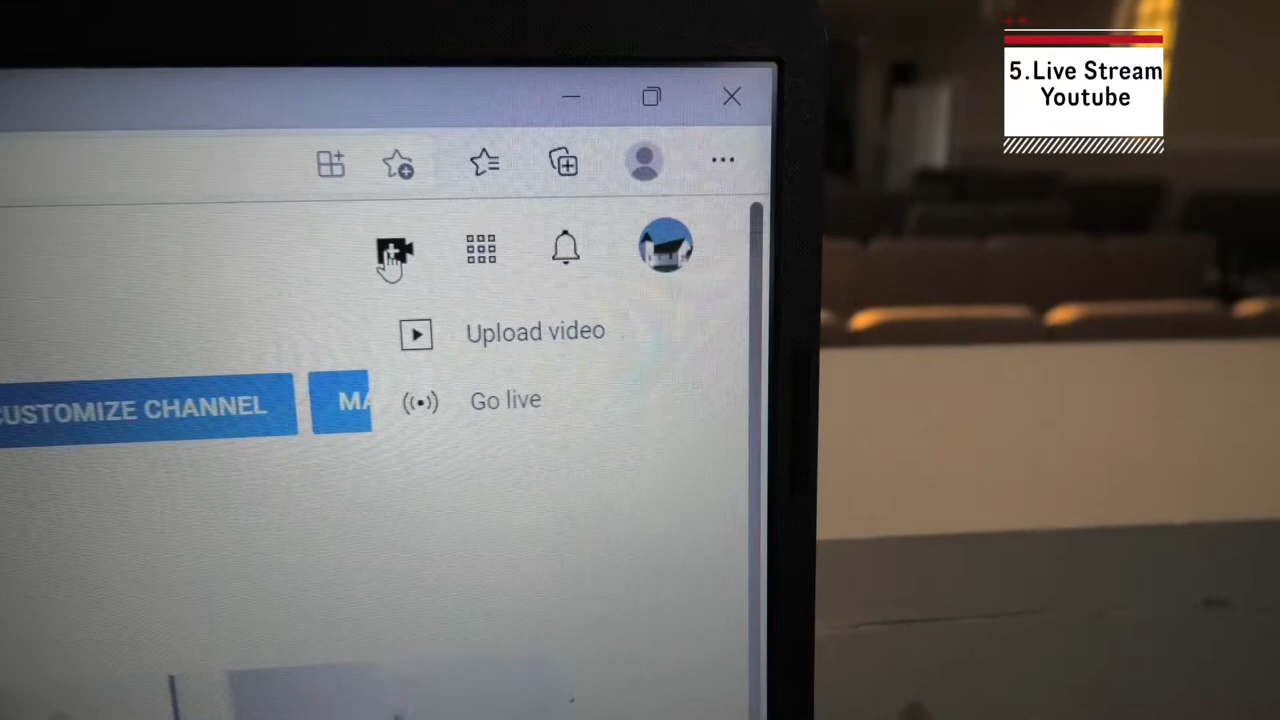 5.Live Stream
Youtube
Upload video
CUSTOMIZE CHANNEL
MA
Go live